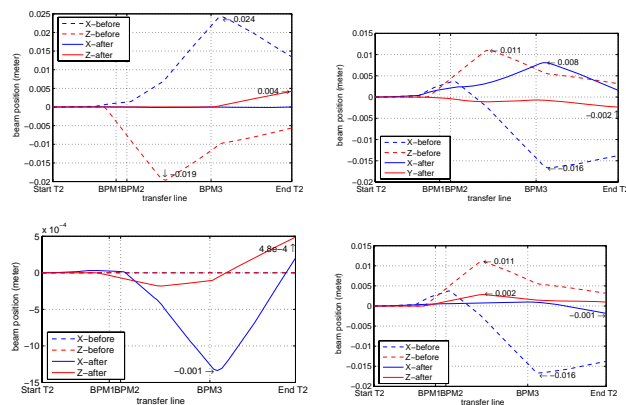 0.025
0.02
0.015
0.01
0.005
0
−0.005
−0.01
−0.015
−0.02
beam position (meter)
X−before
Z−before
X−after
Z−after
← 0.024
0.004
↓ −0.019
Start T2 BPM1BPM2 BPM3 End T2
transfer line
0.015
0.01
0.005
0
−0.005
−0.01
−0.015
−0.02
beam position (meter)
← 0.011
← 0.008
−0.002 ↑
← −0.016
X−before
Z−before
X−after
Y−after
Start T2 BPM1BPM2 BPM3 End T2
transfer line
x 10−4
5
0
−5
−10
−15
beam position (meter)
4.8e−4 ↑
−0.001 →
X−before
Z−before
X−after
Z−after
Start T2 BPM1BPM2 BPM3 End T2
transfer line
0.015
0.01
0.005
0
−0.005
−0.01
−0.015
−0.02
beam position (meter)
← 0.011
← 0.002
−0.001 →
← −0.016
X−before
Z−before
X−after
Z−after
Start T2 BPM1BPM2 BPM3 End T2
transfer line